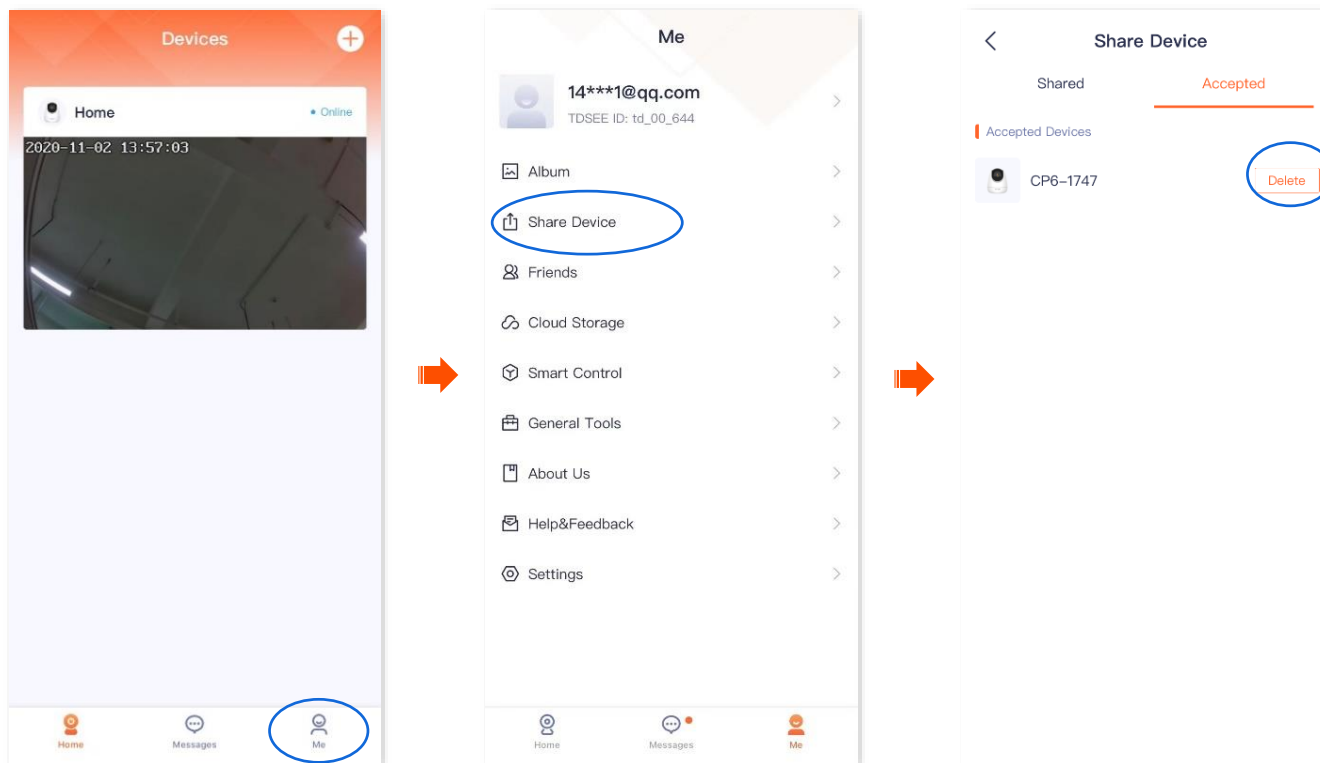 Devices
Home
Online
2020-11-02 13:57:03
Home
Messages
Me
Me
14***1@qq.com
TDSEE ID: td_00_644
Album
Share Device
Friends
Cloud Storage
Smart Control
General Tools
About Us
Help&Feedback
Settings
Home
Messages
Me
Share Device
Shared
Accepted
Accepted Devices
CP6-1747
Delete